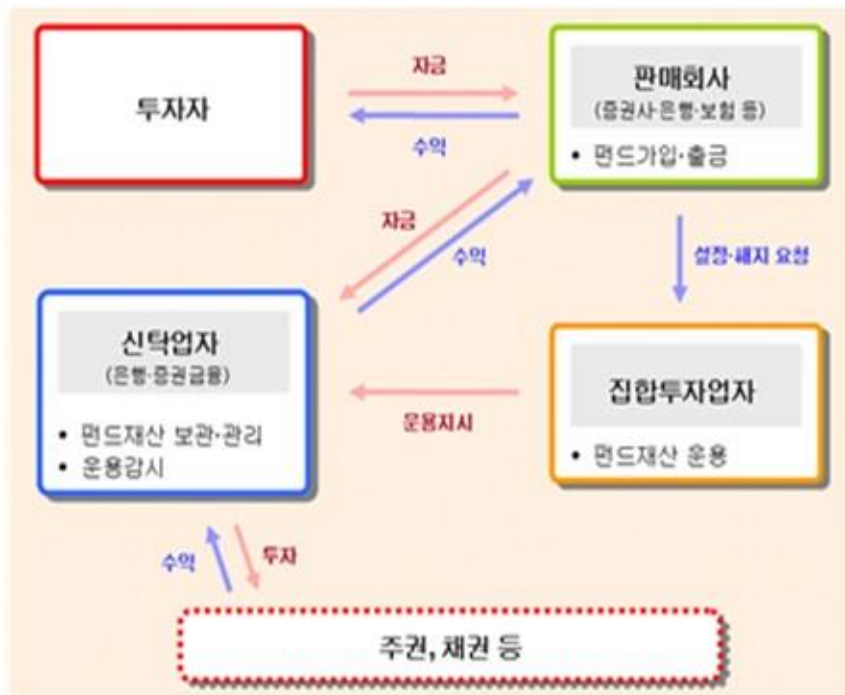 투자자
자금
수익
판매회사
(증권사·은행·보험 등)
• 펀드가입·출금
자금
수익
설정·해지 요청
신탁업자
(은행·증권금융)
• 펀드재산 보관·관리
• 운용감시
운용지시
집합투자업자
• 펀드재산 운용
수익
투자
주권, 채권 등